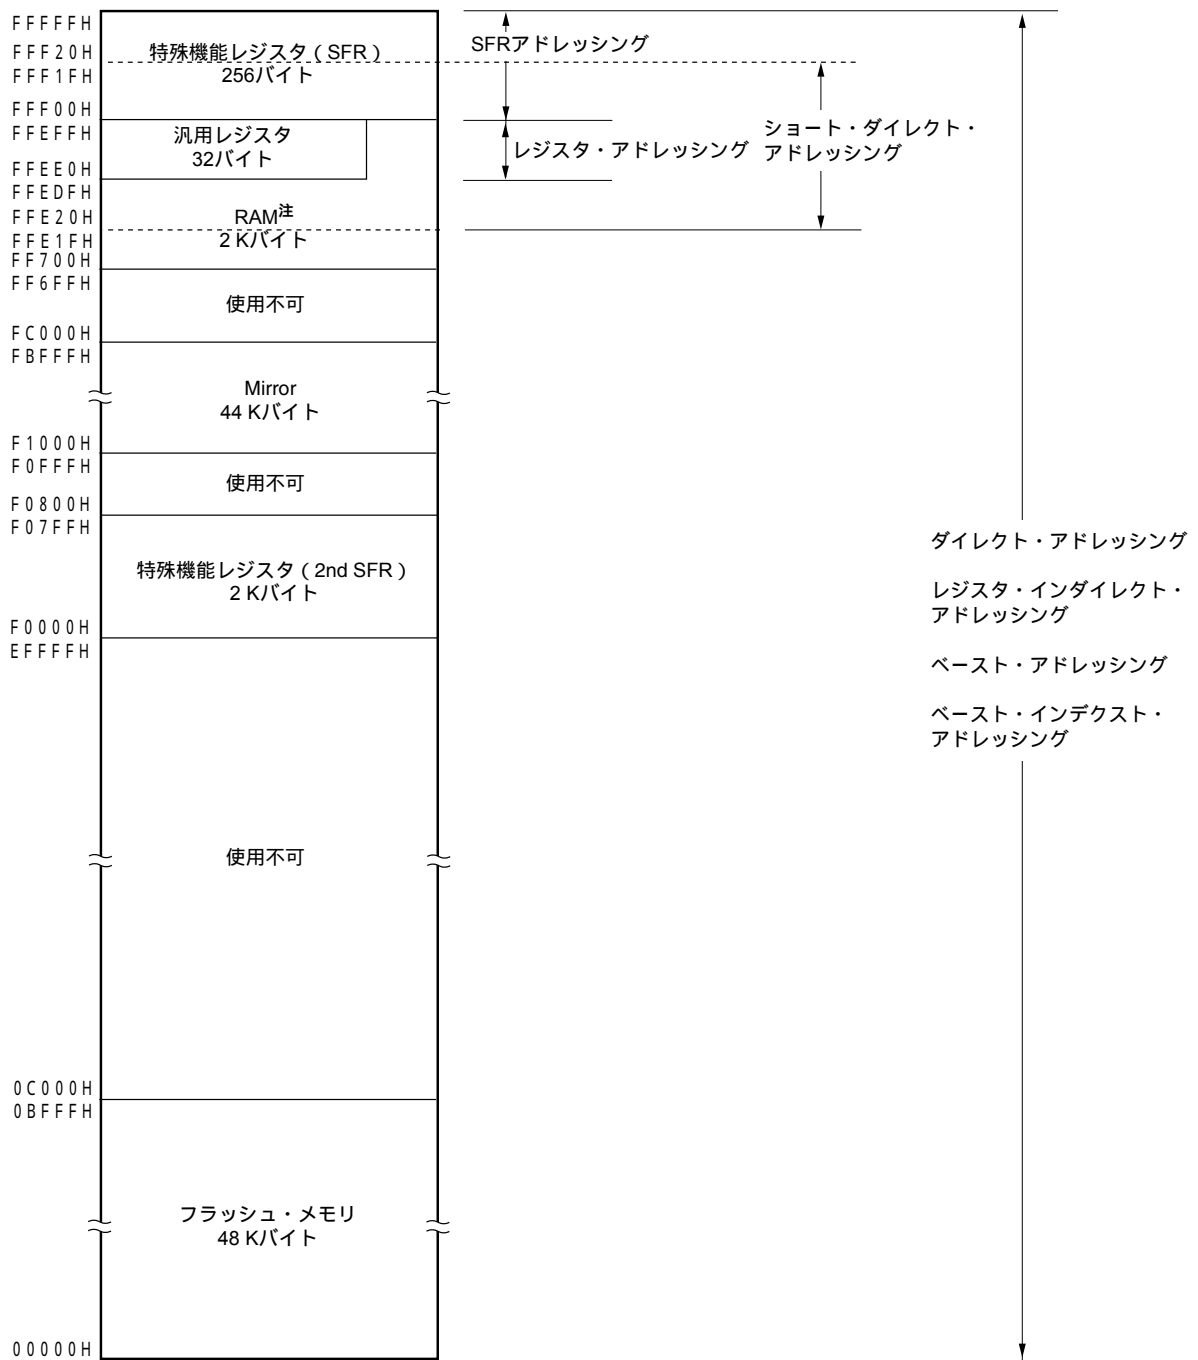 FFFFFH
FFF20H
FFF1FH
FFF00H
FFEFFH
FFEE0H
FFEDFH
FFE20H
FFE1FH
FF700H
FF6FFH
FC000H
FBFFFH
F1000H
F0FFFH
F0800H
F07FFH
F0000H
EFFFFH
0C000H
0BFFFH
00000H
特殊機能レジスタ（SFR）
256バイト
汎用レジスタ
32バイト
RAM注
2 Kバイト
使用不可
Mirror
44 Kバイト
使用不可
特殊機能レジスタ（2nd SFR）
2 Kバイト
使用不可
フラッシュ・メモリ
48 Kバイト
SFRアドレッシング
レジスタ・アドレッシング
ショート・ダイレクト・
アドレッシング
ダイレクト・アドレッシング
レジスタ・インダイレクト・
アドレッシング
ベースト・アドレッシング
ベースト・インデクスト・
アドレッシング